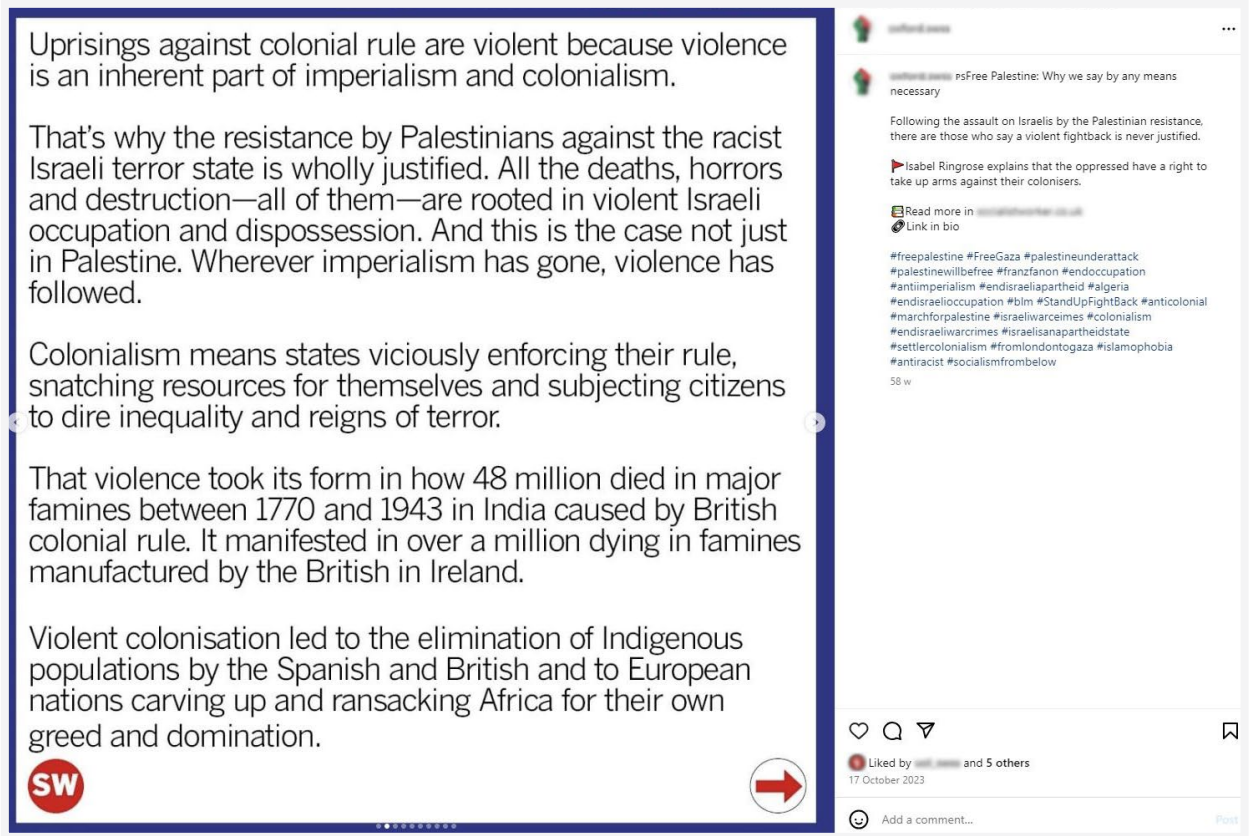 Uprisings against colonial rule are violent because violence
is an inherent part of imperialism and colonialism.
That's why the resistance by Palestinians against the racist
Israeli terror state is wholly justified. All the deaths, horrors
and destruction—all of them—are rooted in violent Israeli
occupation and dispossession. And this is the case not just
in Palestine. Wherever imperialism has gone, violence has
followed.
Colonialism means states viciously enforcing their rule,
snatching resources for themselves and subjecting citizens
to dire inequality and reigns of terror.
That violence took its form in how 48 million died in major
famines between 1770 and 1943 in India caused by British
colonial rule. It manifested in over a million dying in famines
manufactured by the British in Ireland.
Violent colonisation led to the elimination of Indigenous
populations by the Spanish and British and to European
nations carving up and ransacking Africa for their own
greed and domination.
SW
PsFree Palestine: Why we say by any means
necessary
Following the assault on Israelis by the Palestinian resistance,
there are those who say a violent fightback is never justified.
Isabel Ringrose explains that the oppressed have a right to
take up arms against their colonisers.
Read more in
Link in bio
#freepalestine #FreeGaza #palestineunderattack
#palestinewillbefree #franzfanon #endoccupation
#antiimperialism #endisraeliapartheid #algeria
#endisraelioccupation #blm #StandUpFightBack #anticolonial
#marchforpalestine #israeliwarceimes #colonialism
#endisraeliwarcrimes #israelisanapartheidstate
#settlercolonialism #fromlondontogaza #islamophobia
#antiracist #socialismfrombelow
58 w
Liked by and 5 others
17 October 2023
Add a comment...
Post